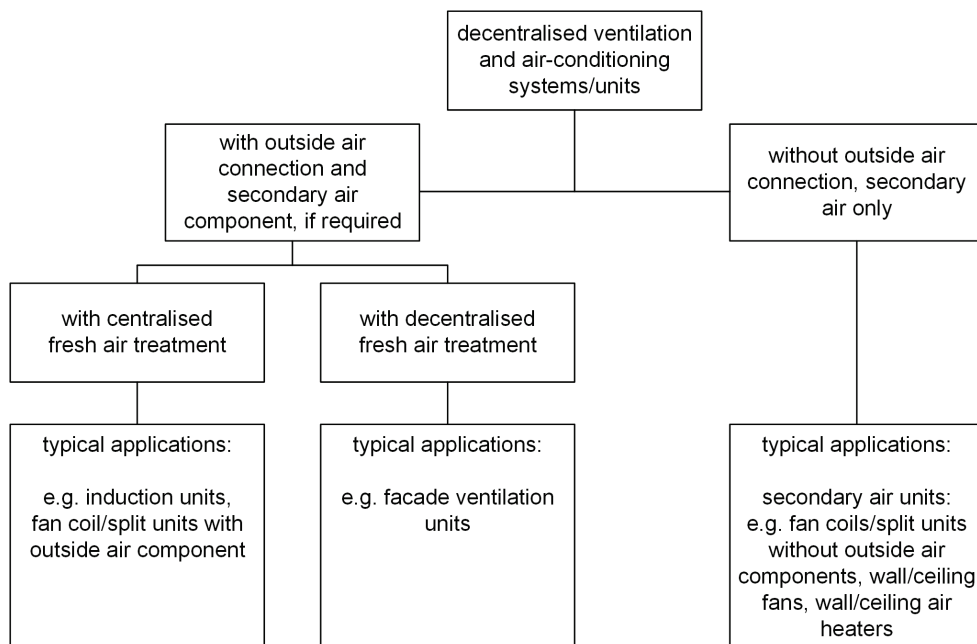 decentralised ventilation
and air-conditioning
systems/units
with outside air
connection and
secondary air
component, if required
without outside air
connection, secondary
air only
with centralised
fresh air treatment
with decentralised
fresh air treatment
typical applications:
e.g. induction units,
fan coil/split units with
outside air component
typical applications:
e.g. facade ventilation
units
typical applications:
secondary air units:
e.g. fan coils/split units
without outside air
components, wall/ceiling
fans, wall/ceiling air
heaters